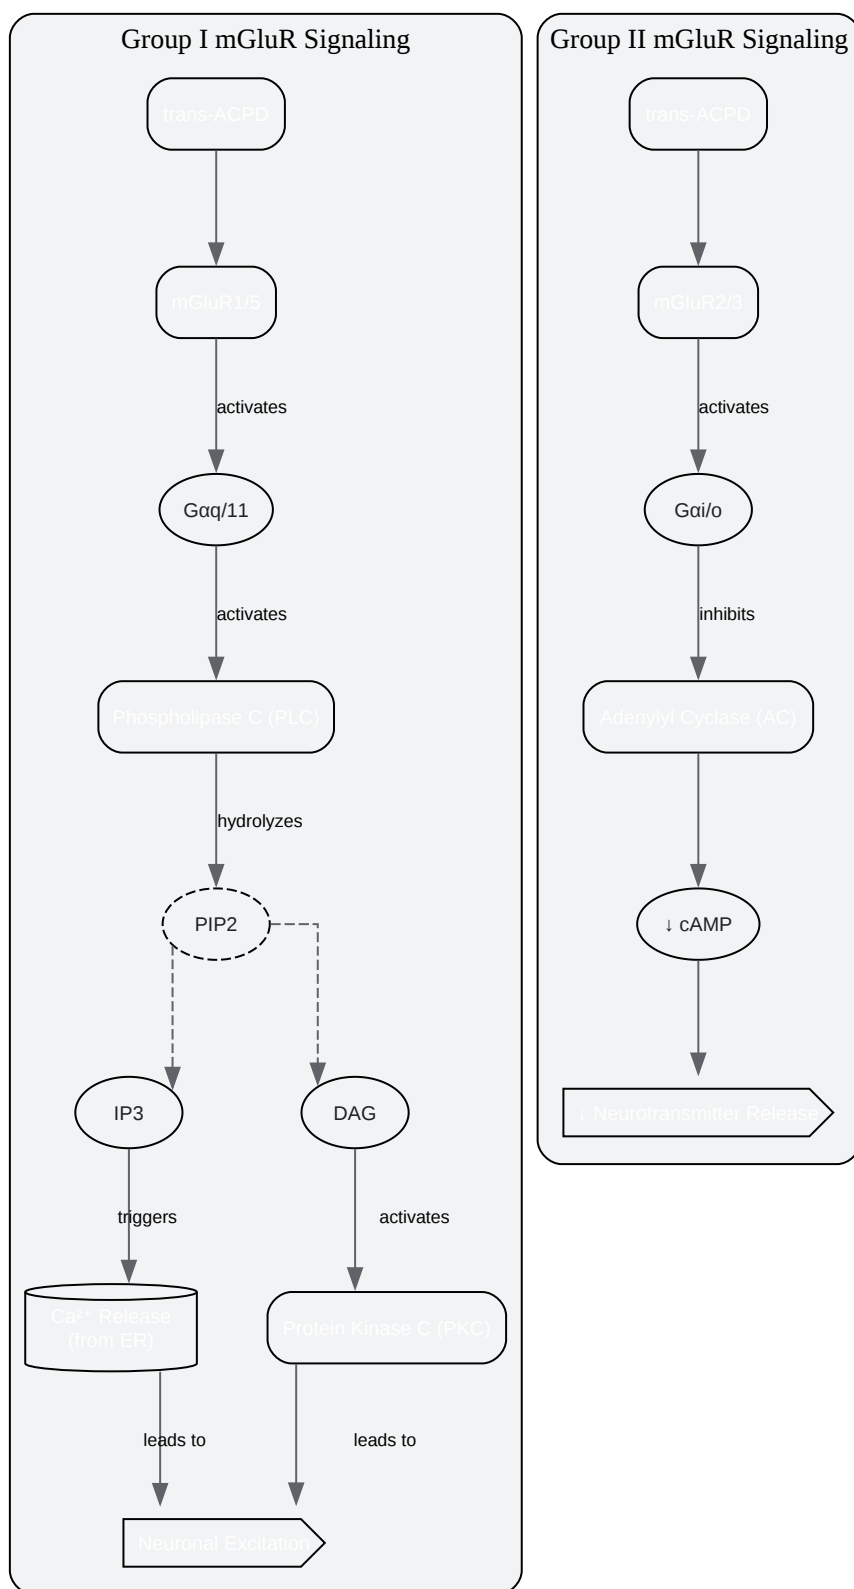 Group I mGluR Signaling
trans-ACPD
mGluR1/5
activates
Gαq/11
activates
Phospholipase C (PLC)
hydrolyzes
PIP2
IP3
DAG
triggers
activates
Ca²⁺ Release
(from ER)
Protein Kinase C (PKC)
leads to
leads to
Neuronal Excitation
Group II mGluR Signaling
trans-ACPD
mGluR2/3
activates
Gαi/o
inhibits
Adenylyl Cyclase (AC)
↓ cAMP
↓ Neurotransmitter Release